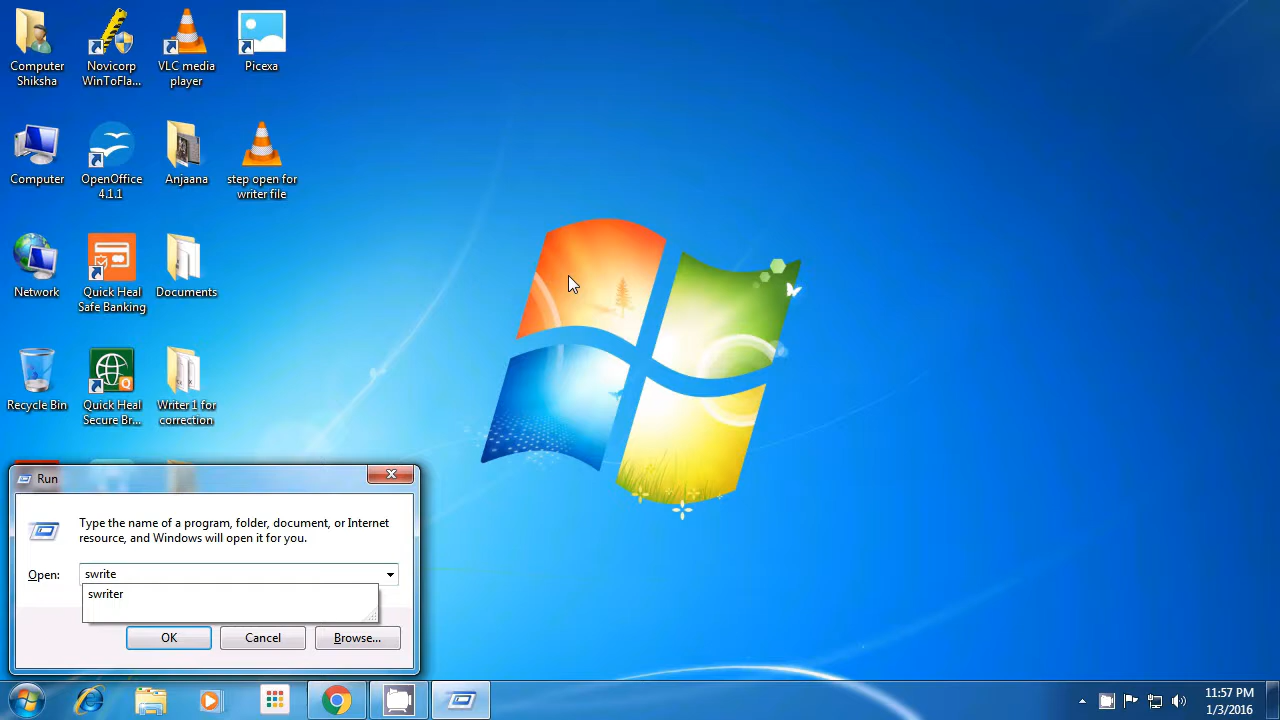 Computer
Shiksha
Novicorp
WinToFla...
VLC media
player
Picexa
Computer
OpenOffice
4.1.1
Anjaana
step open for
writer file
Network
Quick Heal
Safe Banking
Documents
Recycle Bin
Quick Heal
Secure Br...
Writer 1 for
correction
Run
Type the name of a program, folder, document, or Internet
resource, and Windows will open it for you.
Open:
swrite
swriter
OK
Cancel
Browse...
11:57 PM
1/3/2016